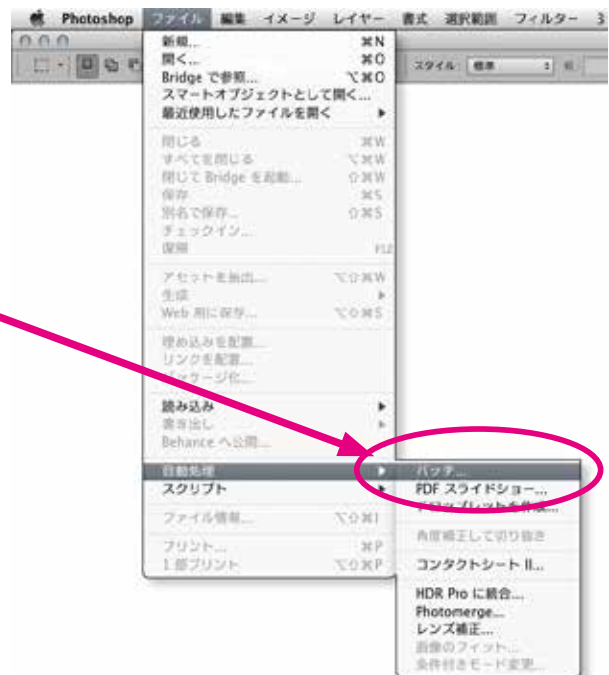 Photoshop ファイル 編集 イメージ レイヤー 書式 選択範囲 フィルター 3
スタイル: 標準
新規... ⌘N
開く... ⌘O
Bridge で参照... ⌥⌘O
スマートオブジェクトとして開く...
最近使用したファイルを開く
閉じる ⌘W
すべてを閉じる ⌥⌘W
閉じて Bridge を起動... ⇧⌘W
保存 ⌘S
別名で保存... ⇧⌘S
チェックイン...
復帰 F12
アセットを抽出... ⌥⇧⌘W
生成
Web 用に保存... ⌥⇧⌘S
埋め込みを配置...
リンクを配置...
パッケージ化...
読み込み
書き出し
Behance へ公開...
自動処理
スクリプト
ファイル情報... ⌥⇧⌘I
プリント... ⌘P
1 部プリント ⌥⇧⌘P
バッチ...
PDF スライドショー...
ドロップレットを作成...
角度補正して切り抜き
コンタクトシート II...
HDR Pro に統合...
Photomerge...
レンズ補正...
画像のフィット...
条件付きモード変更...